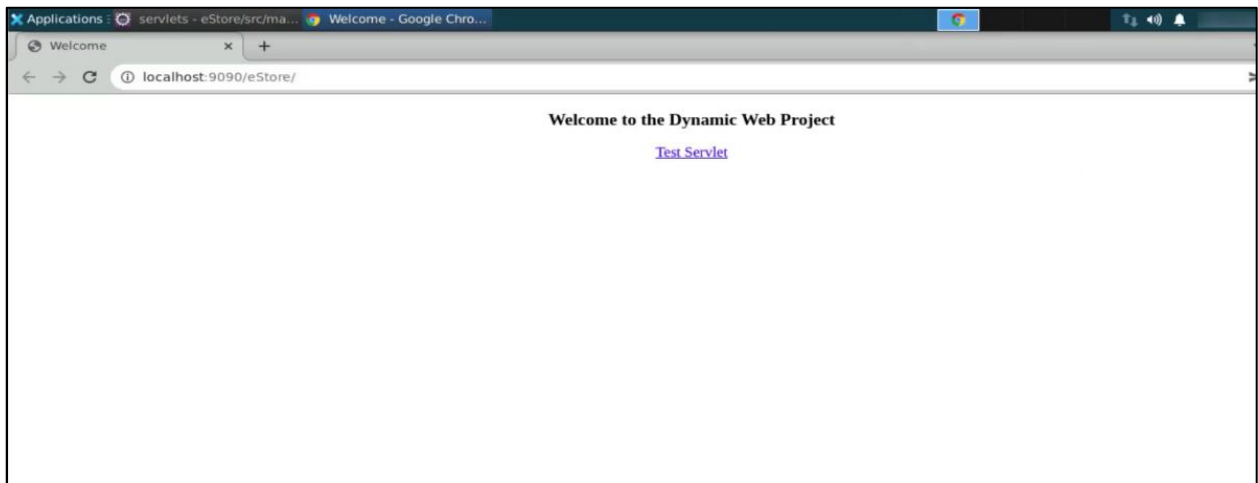 Applications : servlets - eStore/src/ma... Welcome - Google Chro...
Welcome × +
localhost:9090/eStore/
Welcome to the Dynamic Web Project
Test Servlet